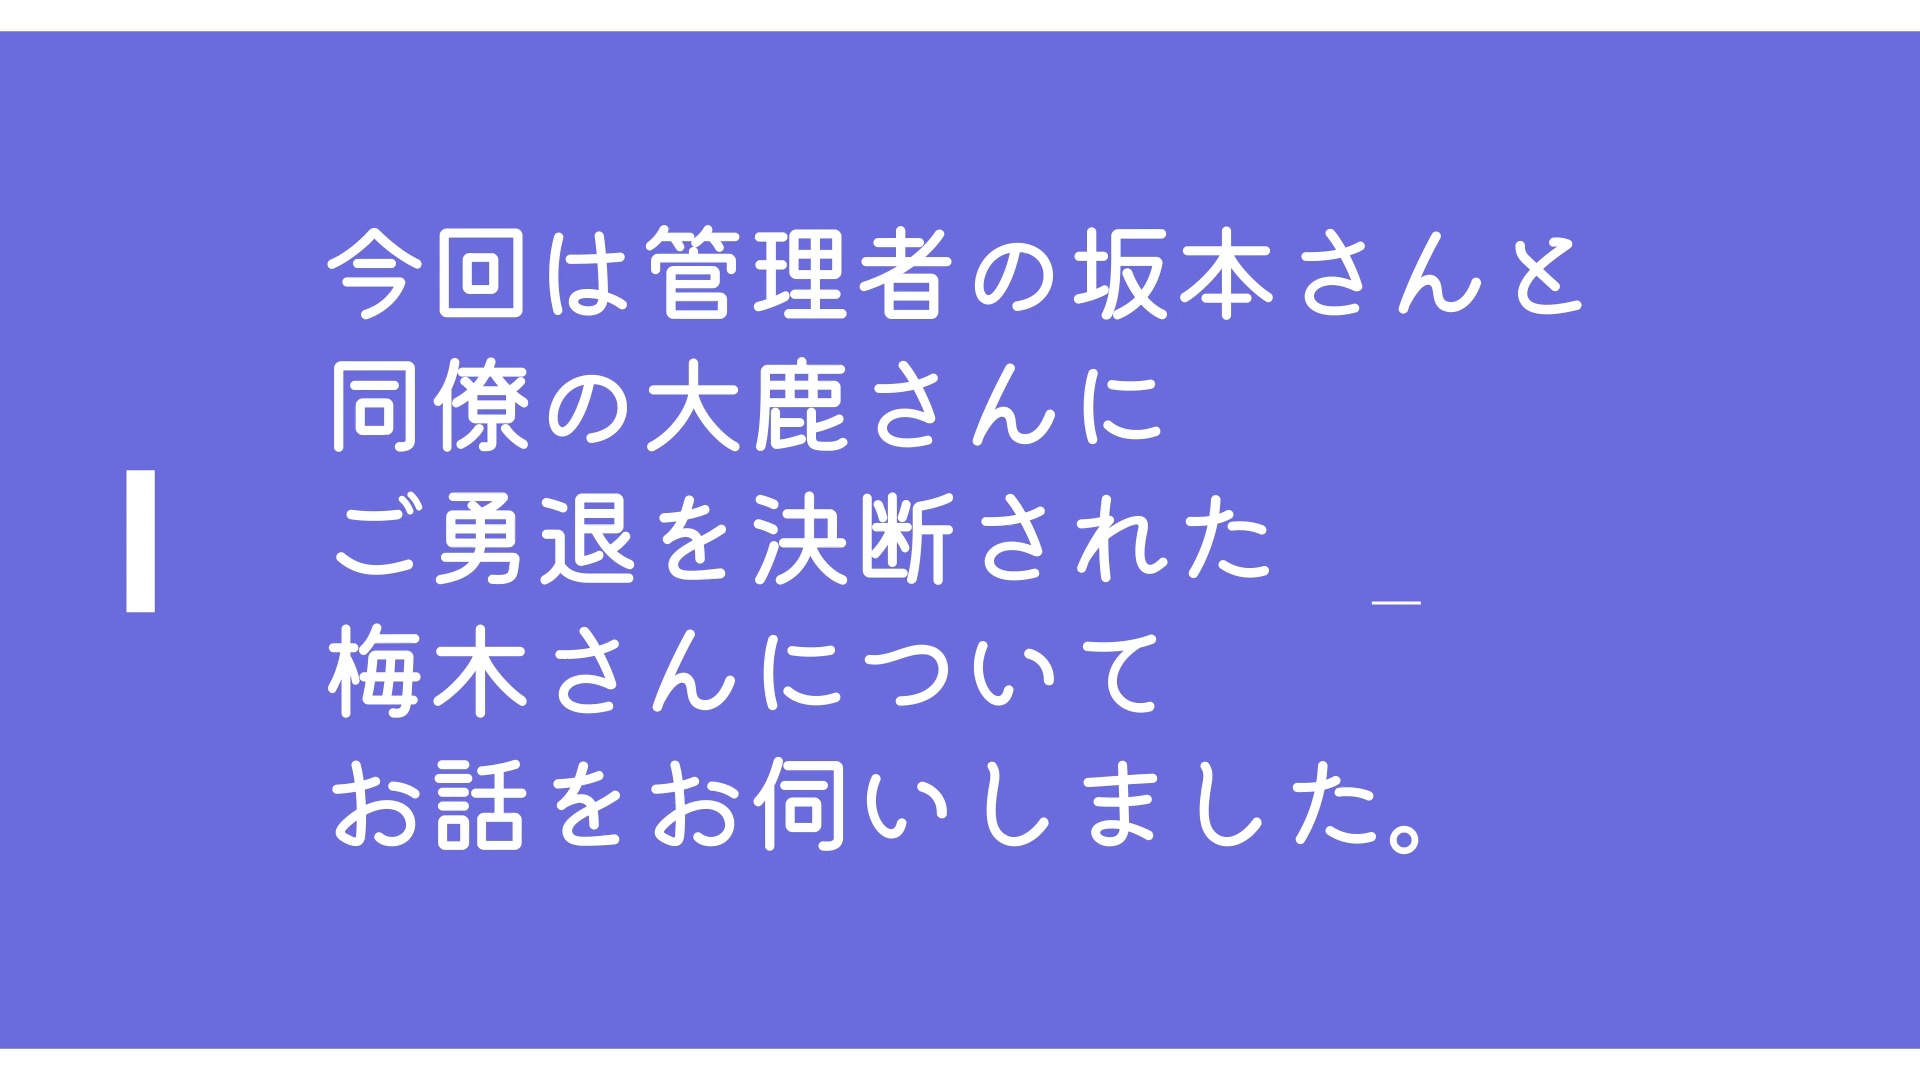 今回は管理者の坂本さんと
同僚の大鹿さんに
ご勇退を決断された
梅木さんについて
お話をお伺いしました。